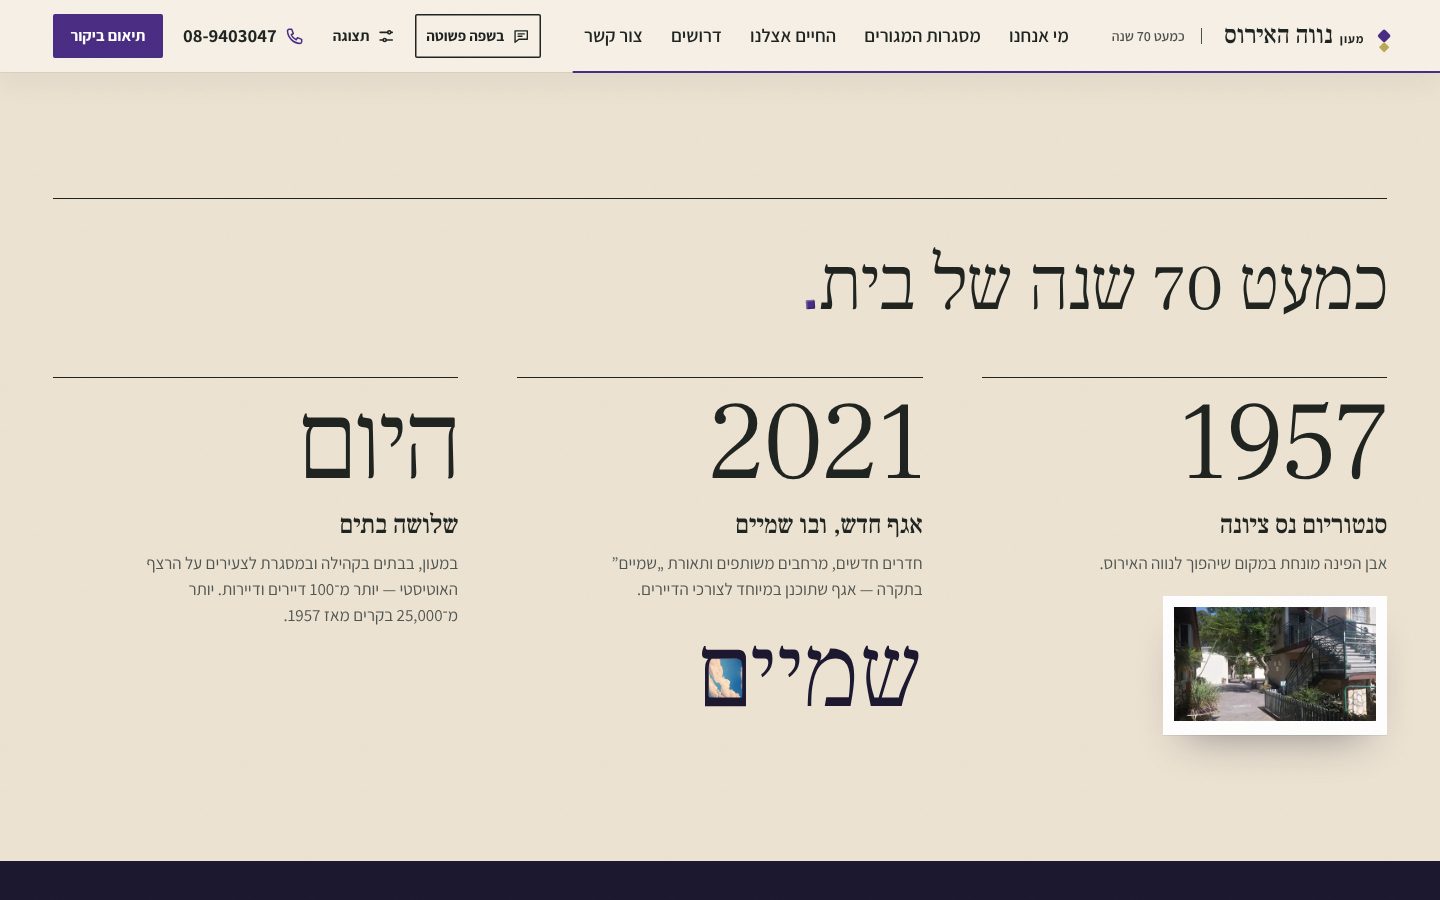 מעון נווה האירוס
כמעט 70 שנה
מי אנחנו
מסגרות המגורים
החיים אצלנו
דרושים
צור קשר
בשפה פשוטה
תצוגה
08-9403047
תיאום ביקור
כמעט 70 שנה של בית.
1957
סנטוריום נס ציונה
אבן הפינה מונחת במקום שיהפוך לנווה האירוס.
2021
אגף חדש, ובו שמיים
חדרים חדשים, מרחבים משותפים ותאורת „שמיים”
בתקרה — אגף שתוכנן במיוחד לצורכי הדיירים.
שמיים
היום
שלושה בתים
במעון, בבתים בקהילה ובמסגרת לצעירים על הרצף
האוטיסטי — יותר מ־100 דיירים ודיירות. יותר
מ־25,000 בקרים מאז 1957.